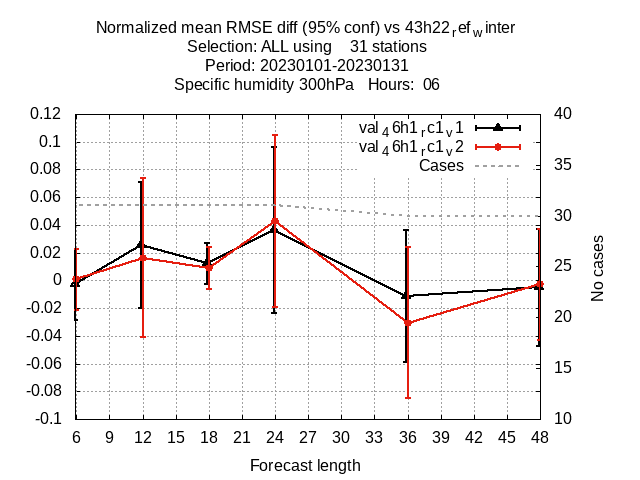 Normalized mean RMSE diff (95% conf) vs 43h22refwinter
Selection: ALL using 31 stations
Period: 20230101-20230131
Specific humidity 300hPa Hours: 06
val46h1rc1v1
val46h1rc1v2
Cases
0.12
0.1
0.08
0.06
0.04
0.02
0
-0.02
-0.04
-0.06
-0.08
-0.1
40
35
30
25
20
15
10
No cases
6 9 12 15 18 21 24 27 30 33 36 39 42 45 48
Forecast length